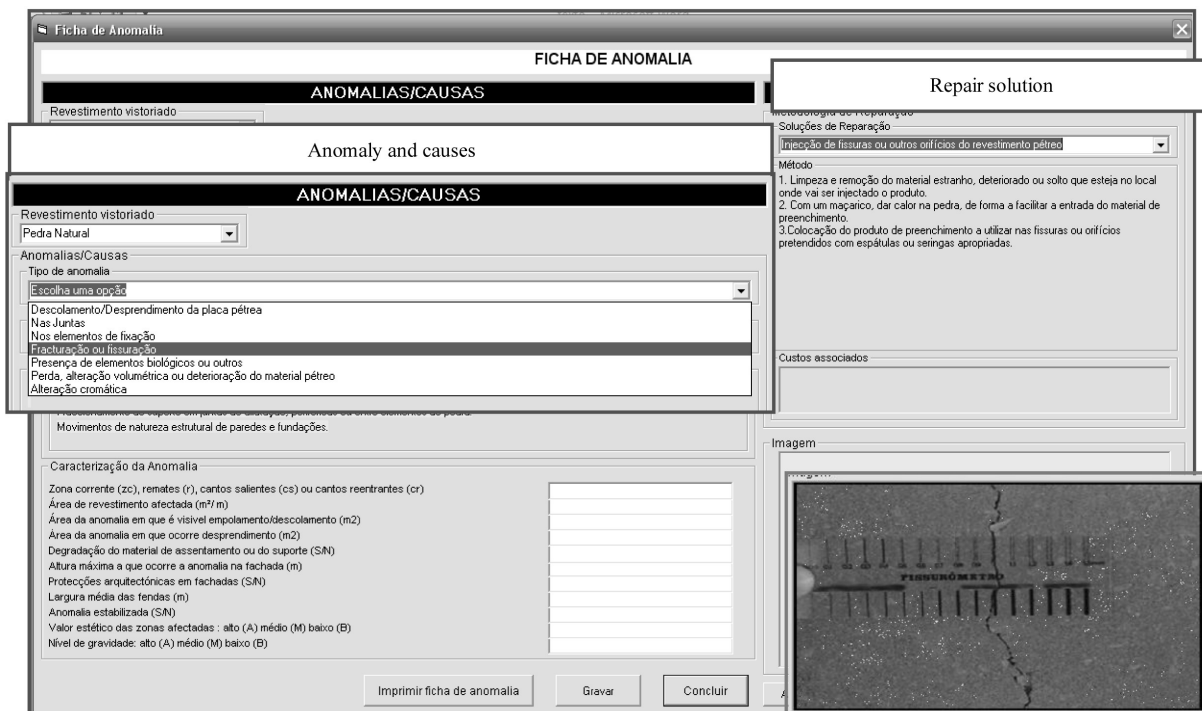 Ficha de Anomalia
FICHA DE ANOMALIA
ANOMALIAS/CAUSAS
Revestimento vistoriado
Anomaly and causes
ANOMALIAS/CAUSAS
Revestimento vistoriado
Pedra Natural
Anomalias/Causas
Tipo de anomalia
Escolha uma opção
Descolamento/Desprendimento da placa pétrea
Nas Juntas
Nos elementos de fixação
Fracturação ou fissuração
Presença de elementos biológicos ou outros
Perda, alteração volumétrica ou deterioração do material pétreo
Alteração cromática
Movimentos de natureza estrutural de paredes e fundações.
Caracterização da Anomalia
Zona corrente (zc), remates (r), cantos salientes (cs) ou cantos reentrantes (cr)
Área de revestimento afectada (m²/ m)
Área da anomalia em que é visivel empolamento/descolamento (m2)
Área da anomalia em que ocorre desprendimento (m2)
Degradação do material de assentamento ou do suporte (S/N)
Altura máxima a que ocorre a anomalia na fachada (m)
Protecções arquitectónicas em fachadas (S/N)
Largura média das fendas (m)
Anomalia estabilizada (S/N)
Valor estético das zonas afectadas : alto (A) médio (M) baixo (B)
Nível de gravidade: alto (A) médio (M) baixo (B)
Imprimir ficha de anomalia
Gravar
Concluir
Repair solution
Metodologia de Reparação
Soluções de Reparação
Injecção de fissuras ou outros orifícios do revestimento pétreo
Método
1. Limpeza e remoção do material estranho, deteriorado ou solto que esteja no local
onde vai ser injectado o produto.
2. Com um maçarico, dar calor na pedra, de forma a facilitar a entrada do material de
preenchimento.
3.Colocação do produto de preenchimento a utilizar nas fissuras ou orifícios
pretendidos com espátulas ou seringas apropriadas.
Custos associados
Imagem
Imagem
FISSURÓMETRO